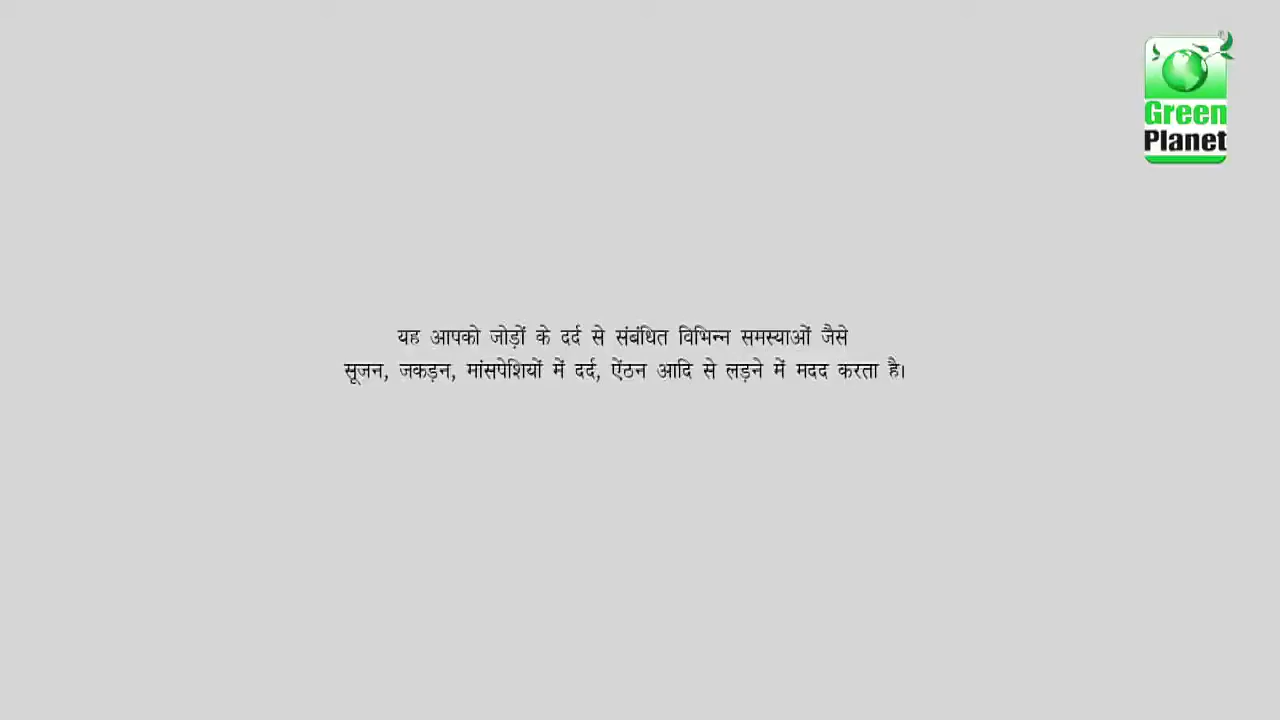 Green
Planet
यह आपको जोड़ों के दर्द से संबंधित विभिन्न समस्याओं जैसे
सूजन, जकड़न, मांसपेशियों में दर्द, ऐंठन आदि से लड़ने में मदद करता है।